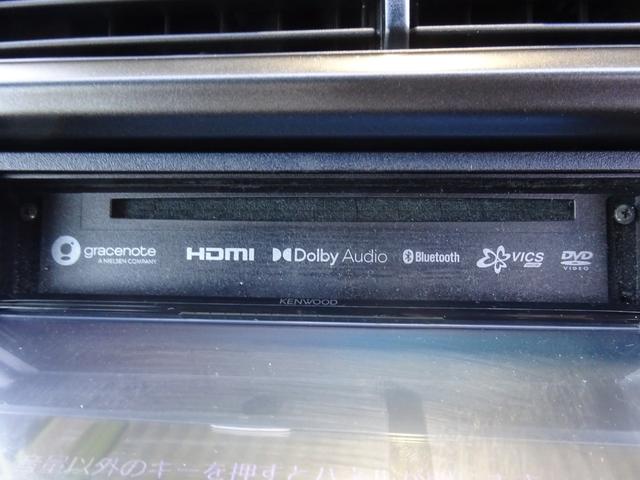 gracenote
A NIELSEN COMPANY
HDMI
Dolby Audio
Bluetooth
VICS
DVD
VIDEO
KENWOOD
以外のキーを押すと